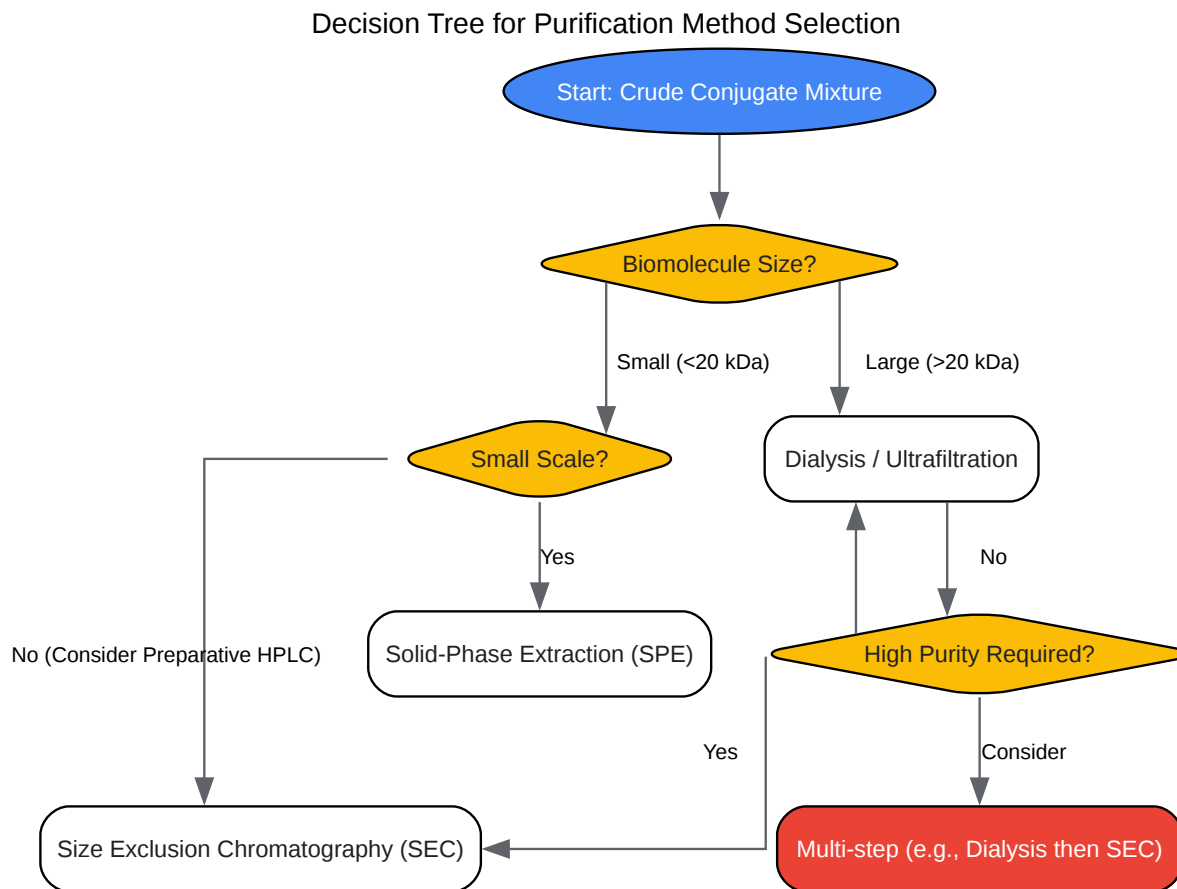 Decision Tree for Purification Method Selection
Start: Crude Conjugate Mixture
Biomolecule Size?
Small (<20 kDa)
Large (>20 kDa)
Small Scale?
Dialysis / Ultrafiltration
Yes
No
No (Consider Preparative HPLC)
Solid-Phase Extraction (SPE)
High Purity Required?
Yes
Consider
Size Exclusion Chromatography (SEC)
Multi-step (e.g., Dialysis then SEC)